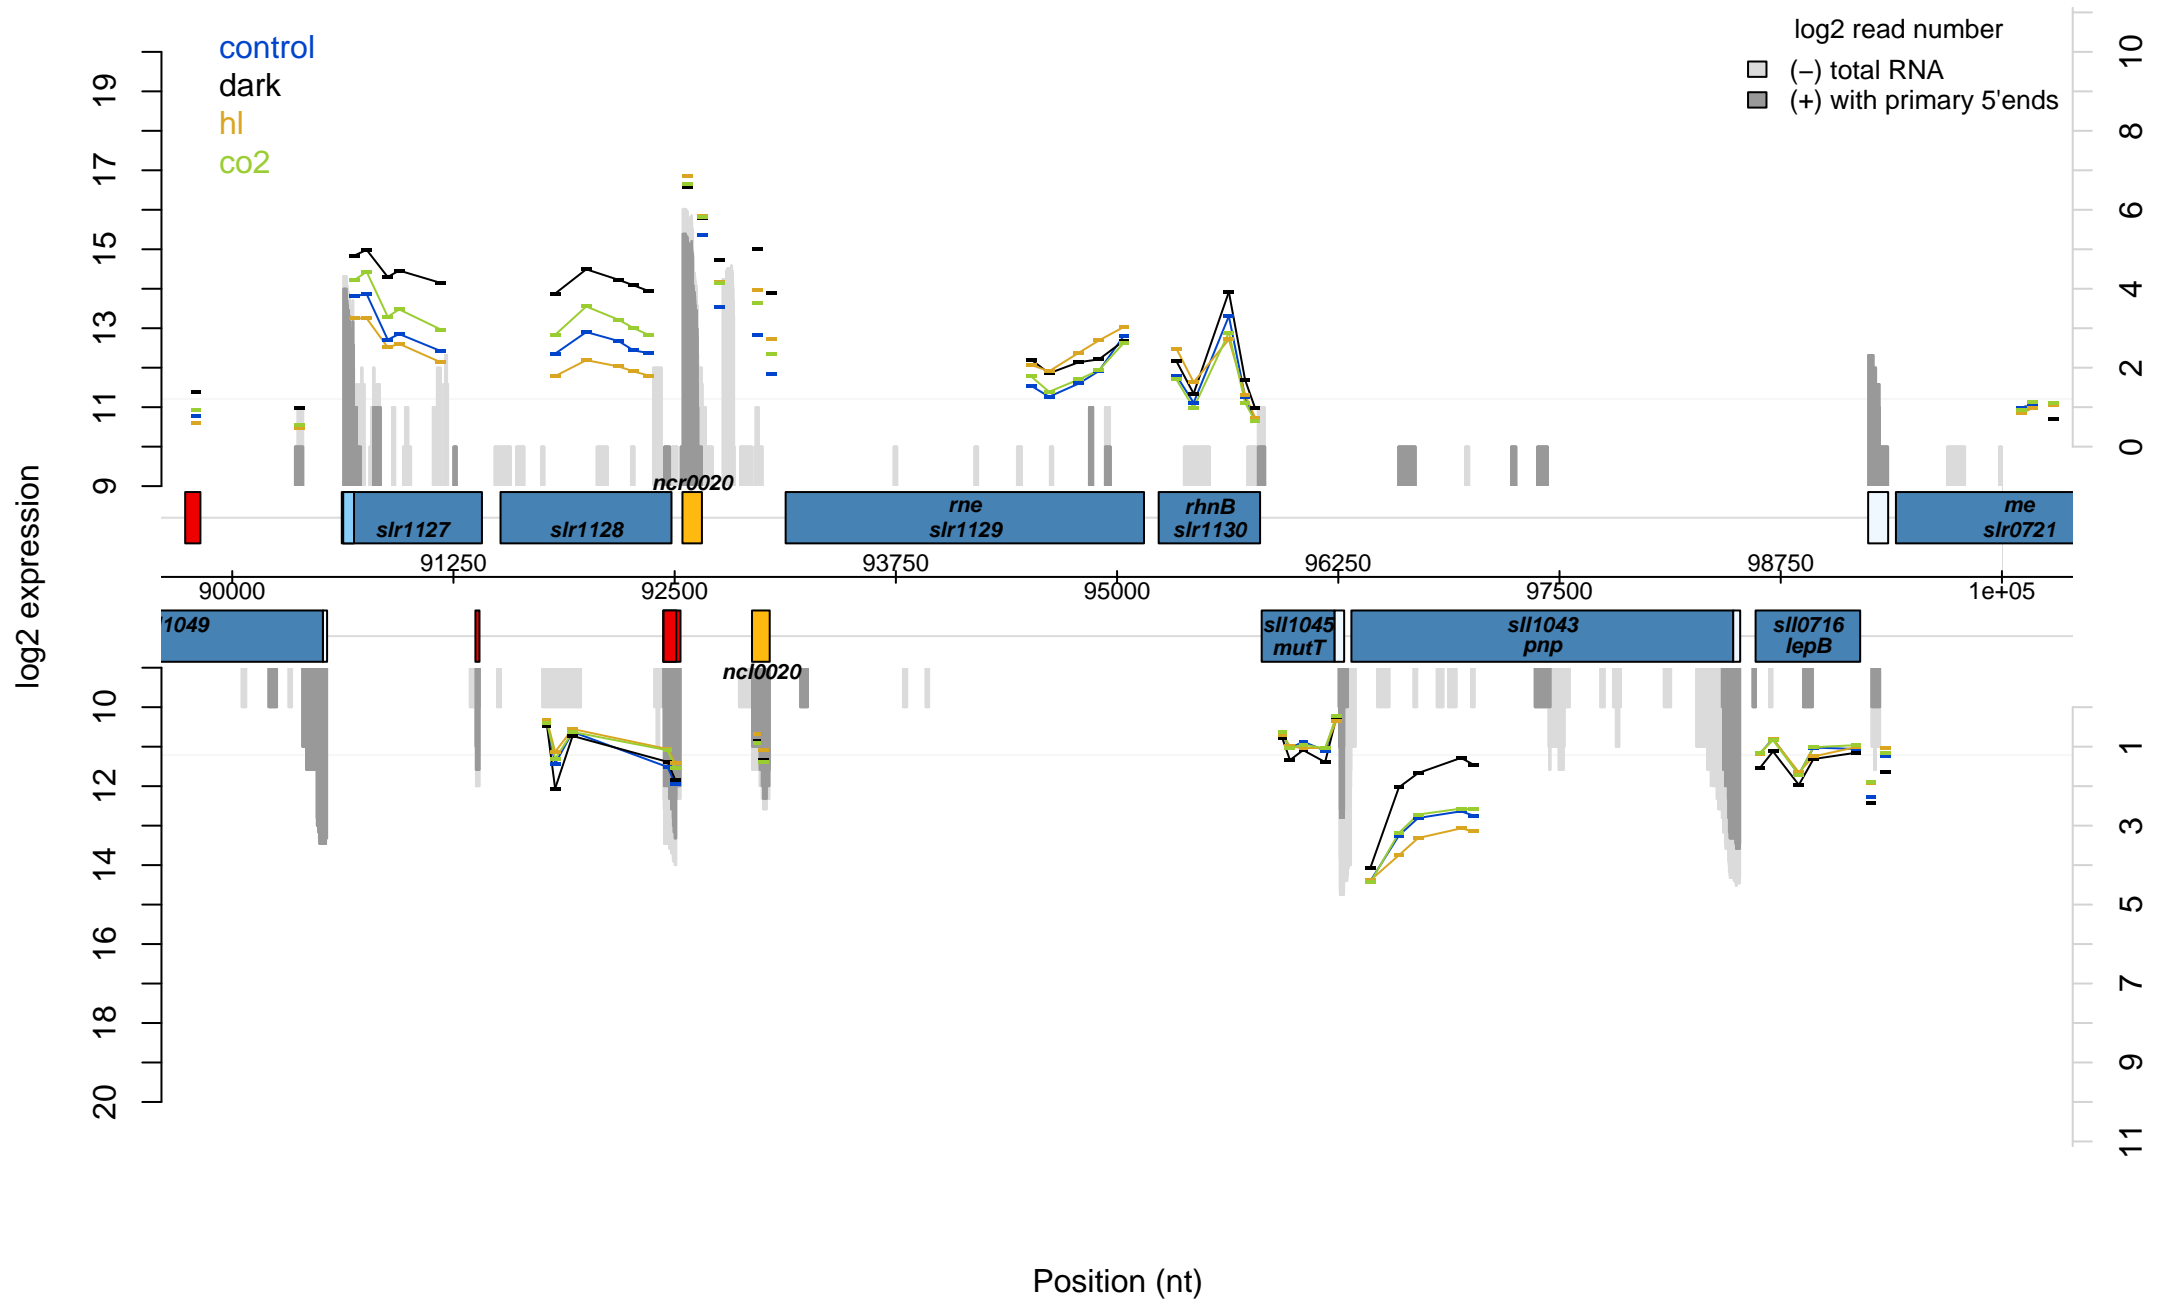 control
dark
hl
co2
log2 read number
(−) total RNA
(+) with primary 5'ends
19
17
15
13
11
9
10
8
6
4
2
0
log2 expression
ncr0020
slr1127
slr1128
rne
slr1129
rhnB
slr1130
me
slr0721
91250
93750
96250
98750
90000
92500
95000
97500
1e+05
1049
ncl0020
sll1045
mutT
sll1043
pnp
sll0716
lepB
10
12
14
16
18
20
1
3
5
7
9
11
Position (nt)